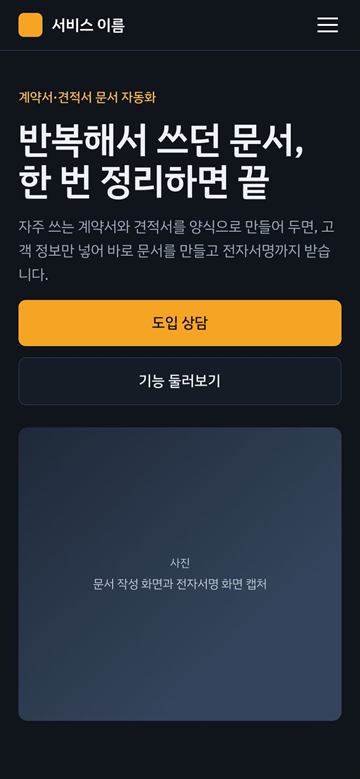 서비스 이름
계약서·견적서 문서 자동화
반복해서 쓰던 문서,
한 번 정리하면 끝
자주 쓰는 계약서와 견적서를 양식으로 만들어 두면, 고
객 정보만 넣어 바로 문서를 만들고 전자서명까지 받습
니다.
도입 상담
기능 둘러보기
사진
문서 작성 화면과 전자서명 화면 캡처